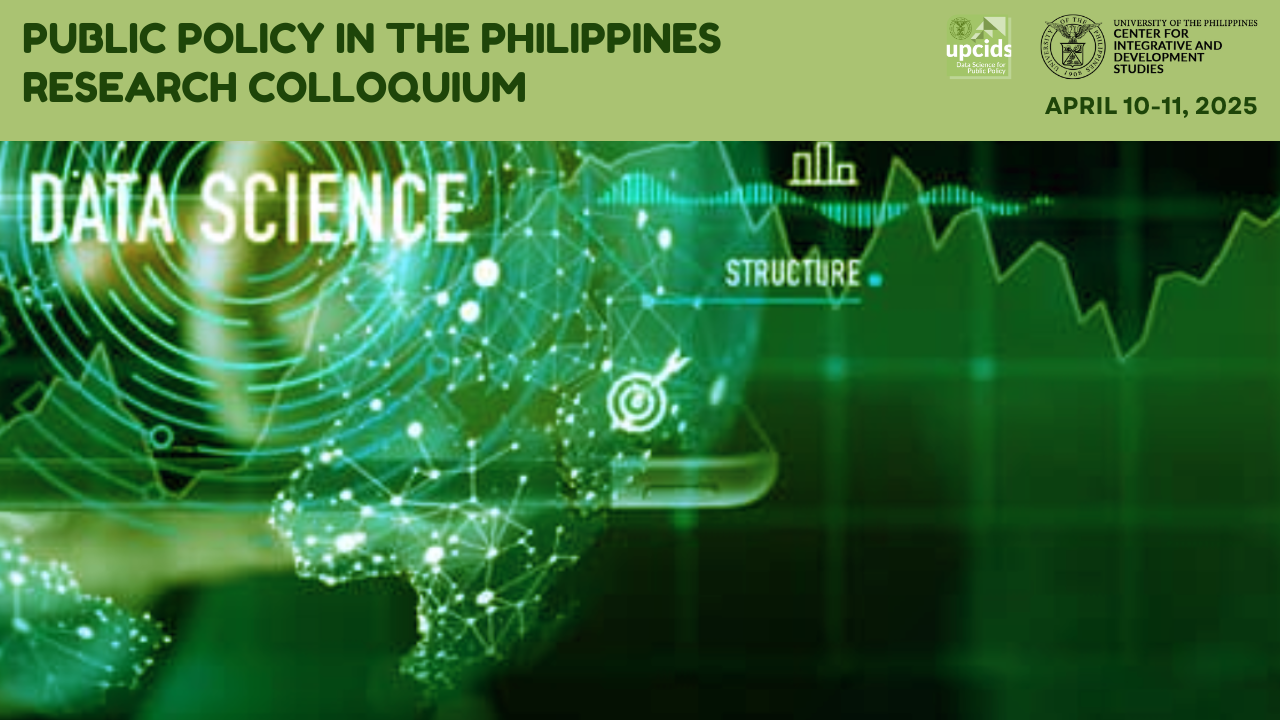 PUBLIC POLICY IN THE PHILIPPINES
RESEARCH COLLOQUIUM
upcids
Data Science for
Public Policy
UNIVERSITY OF THE PHILIPPINES
CENTER FOR
INTEGRATIVE AND
DEVELOPMENT
STUDIES
APRIL 10-11, 2025
DATA SCIENCE
STRUCTURE